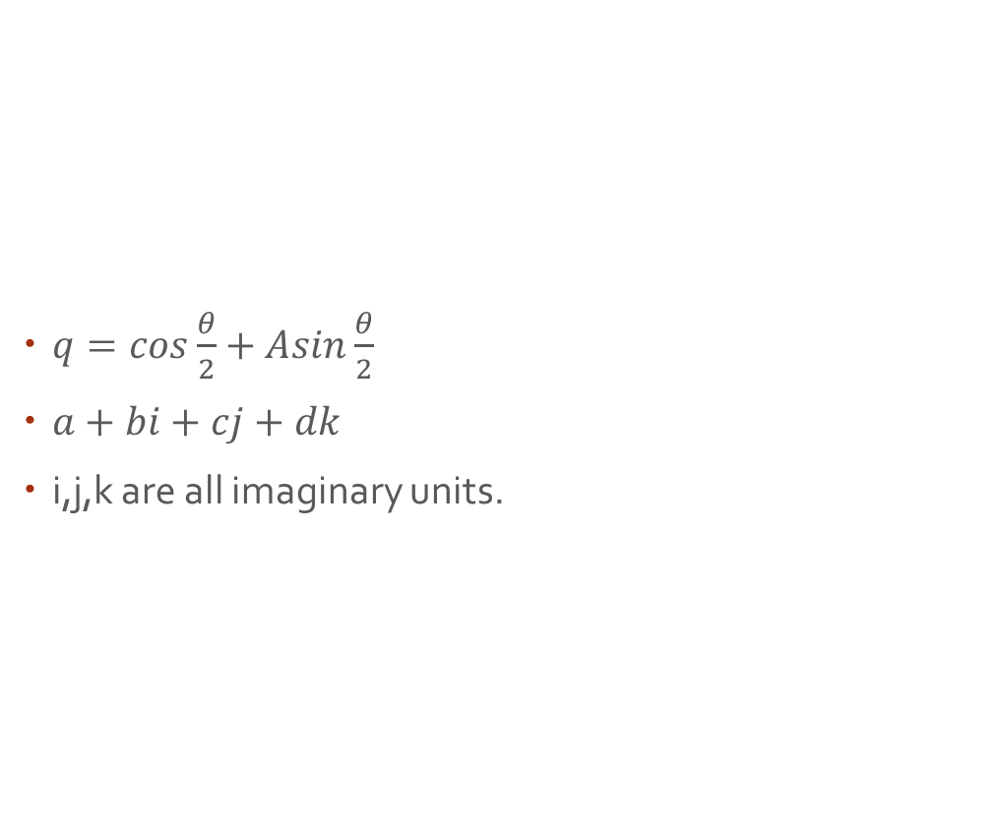 • q = cos θ/2 + Asin θ/2
• a + bi + cj + dk
• i,j,k are all imaginary units.